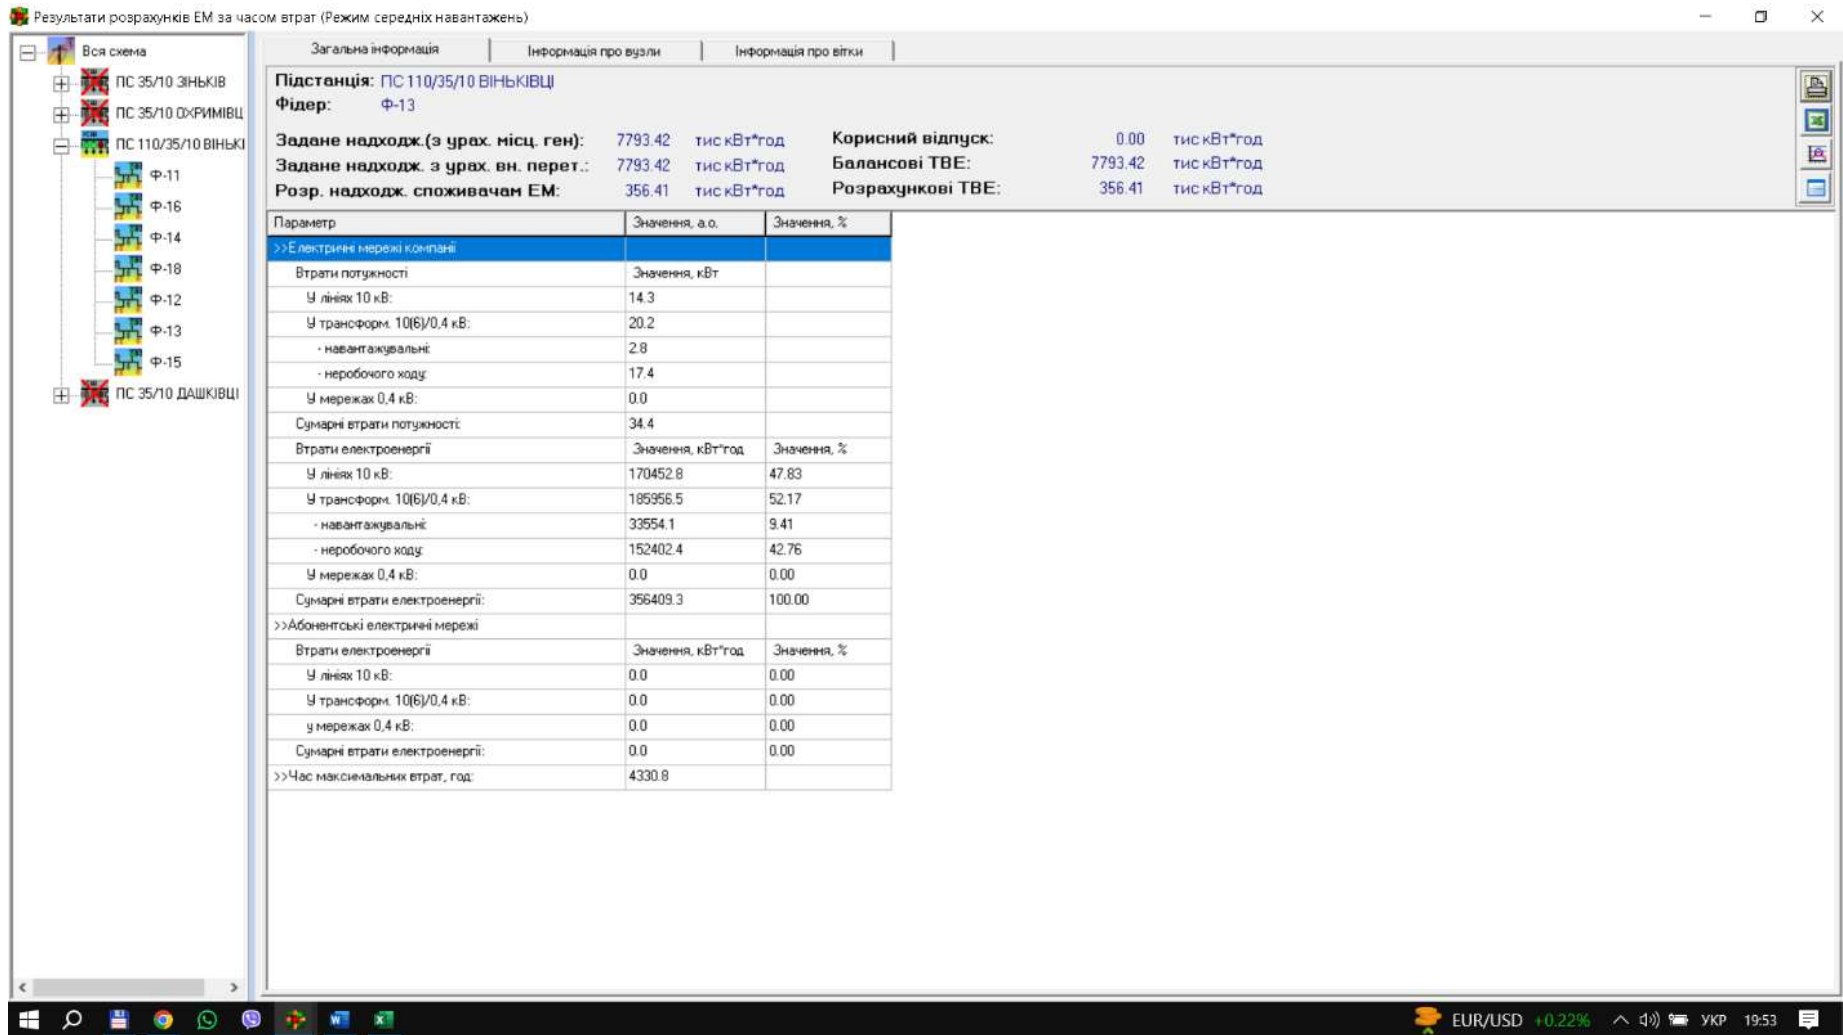 Результати розрахунків ЕМ за часом втрат (Режим середніх навантажень)
Вся схема
ПС 35/10 ЗІНЬКІВ
ПС 35/10 ОХРИМІВЦ
ПС 110/35/10 ВІНЬКІ
Ф-11
Ф-16
Ф-14
Ф-18
Ф-12
Ф-13
Ф-15
ПС 35/10 ДАШКІВЦІ
Загальна інформація Інформація про вузли Інформація про вітки
Підстанція: ПС 110/35/10 ВІНЬКІВЦІ
Фідер: Ф-13
Задане надходж.(з урах. місц. ген): 7793.42 тис кВт*год Корисний відпуск: 0.00 тис кВт*год
Задане надходж. з урах. вн. перет.: 7793.42 тис кВт*год Балансові ТВЕ: 7793.42 тис кВт*год
Розр. надходж. споживачам ЕМ: 356.41 тис кВт*год Розрахункові ТВЕ: 356.41 тис кВт*год
Параметр Значення, а.о. Значення, %
>>Електричні мережі компанії
Втрати потужності Значення, кВт
У лініях 10 кВ: 14.3
У трансформ. 10(6)/0,4 кВ: 20.2
- навантажувальні: 2.8
- неробочого ходу: 17.4
У мережах 0,4 кВ: 0.0
Сумарні втрати потужності: 34.4
Втрати електроенергії Значення, кВт*год Значення, %
У лініях 10 кВ: 170452.8 47.83
У трансформ. 10(6)/0,4 кВ: 185956.5 52.17
- навантажувальні: 33554.1 9.41
- неробочого ходу: 152402.4 42.76
У мережах 0,4 кВ: 0.0 0.00
Сумарні втрати електроенергії: 356409.3 100.00
>>Абонентські електричні мережі
Втрати електроенергії Значення, кВт*год Значення, %
У лініях 10 кВ: 0.0 0.00
У трансформ. 10(6)/0,4 кВ: 0.0 0.00
у мережах 0,4 кВ: 0.0 0.00
Сумарні втрати електроенергії: 0.0 0.00
>>Час максимальних втрат, год: 4330.8
EUR/USD +0.22% УКР 19:53